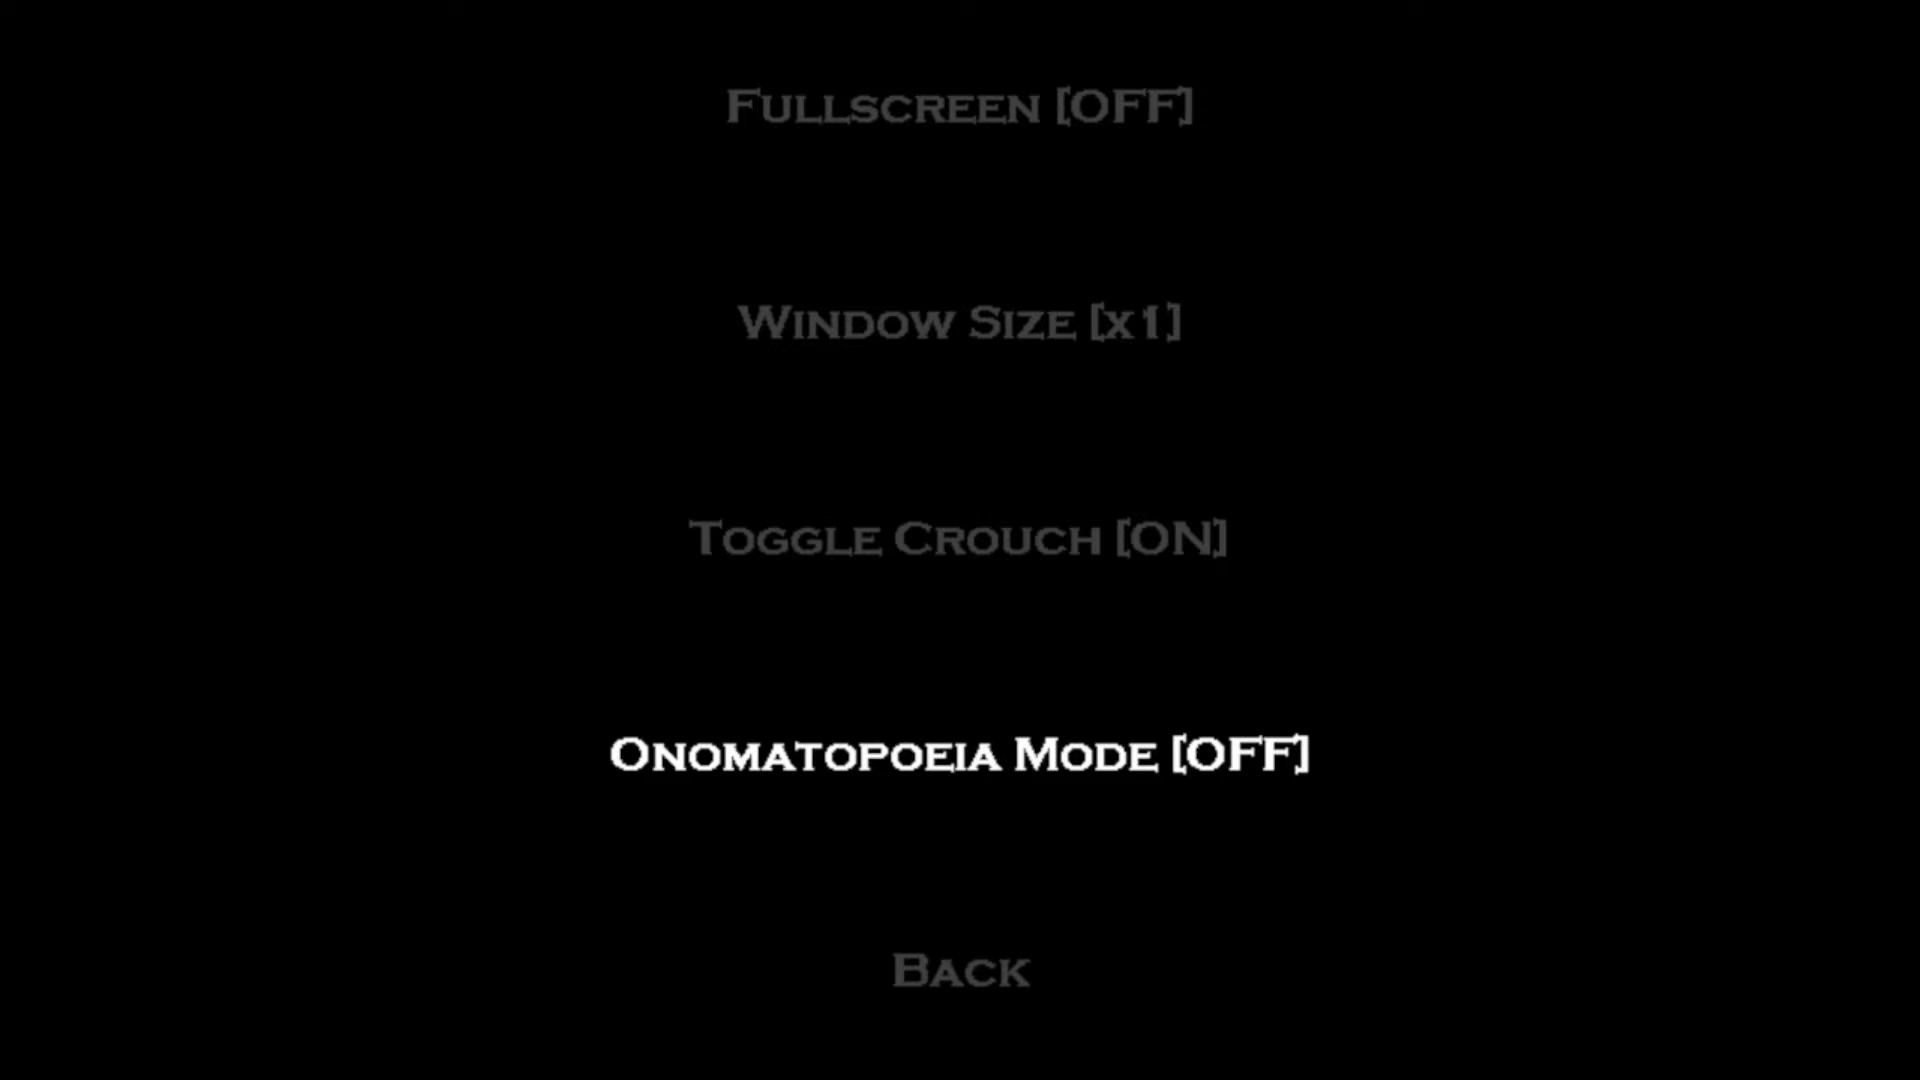 Fullscreen [OFF]
Window Size [x1]
Toggle Crouch [ON]
Onomatopoeia Mode [OFF]
Back